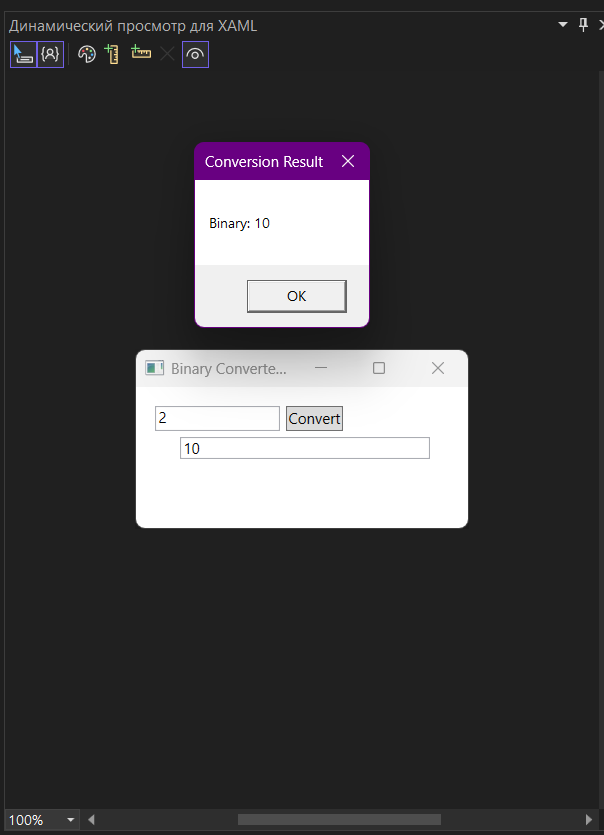 Динамический просмотр для XAML
Conversion Result
Binary: 10
OK
Binary Converte...
2
Convert
10
100%